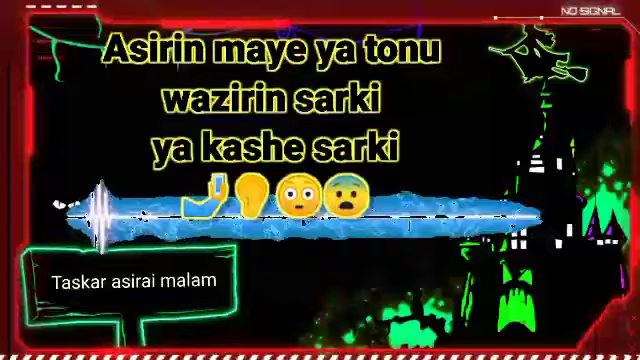 NO SIGNAL
Asirin maye ya tonu
wazirin sarki
ya kashe sarki
🤳👂😳😨
Taskar asirai malam